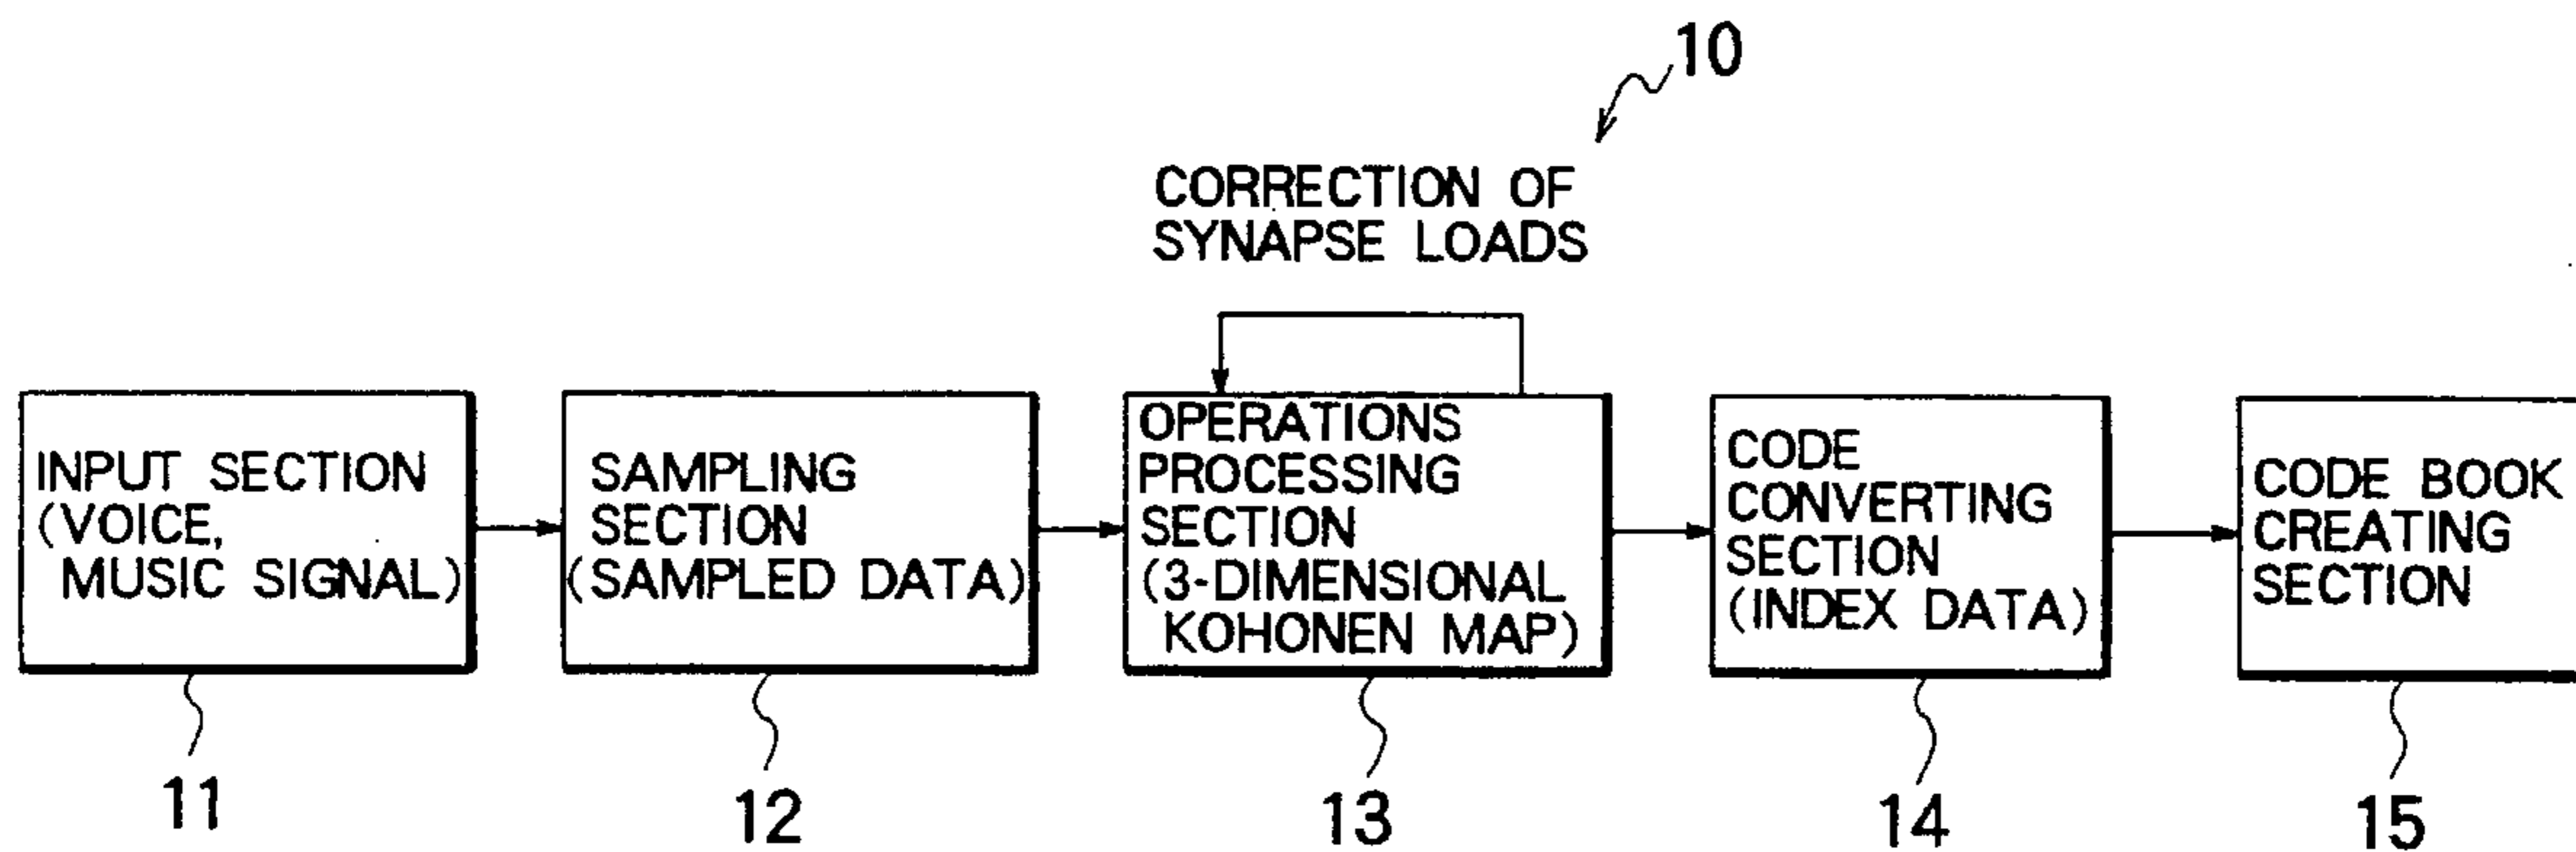 10
CORRECTION OF
SYNAPSE LOADS
INPUT SECTION
(VOICE,
MUSIC SIGNAL)
SAMPLING
SECTION
(SAMPLED DATA)
OPERATIONS
PROCESSING
SECTION
(3-DIMENSIONAL
KOHONEN MAP)
CODE
CONVERTING
SECTION
(INDEX DATA)
CODE BOOK
CREATING
SECTION
11
12
13
14
15